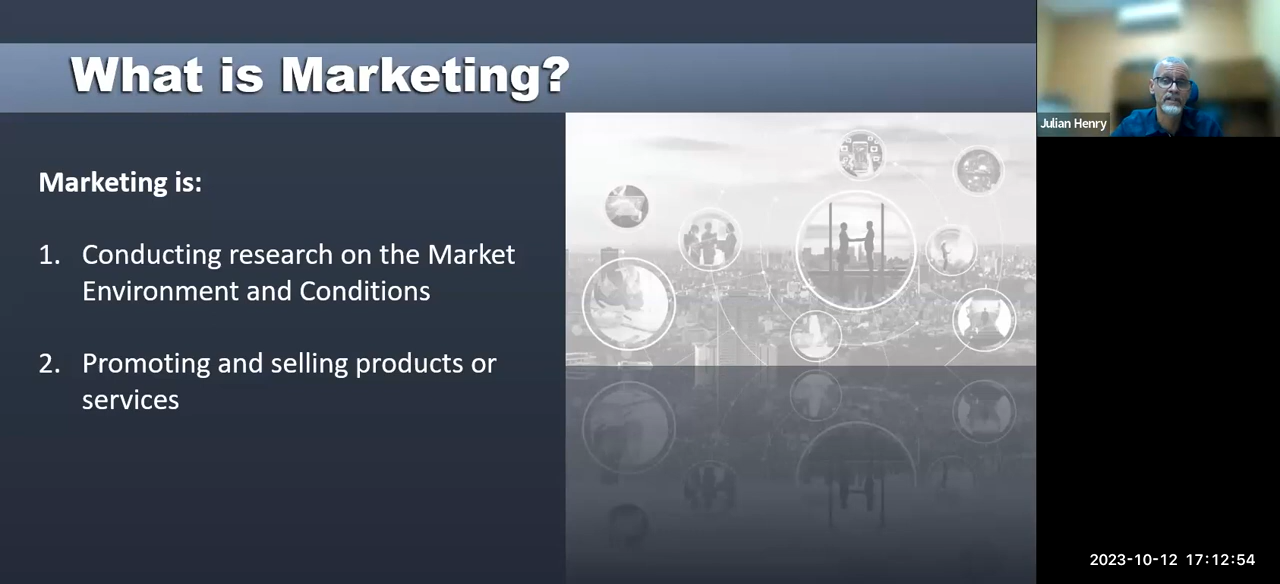 What is Marketing?
Marketing is:
1. Conducting research on the Market
Environment and Conditions
2. Promoting and selling products or
services
Julian Henry
2023-10-12 17:12:54